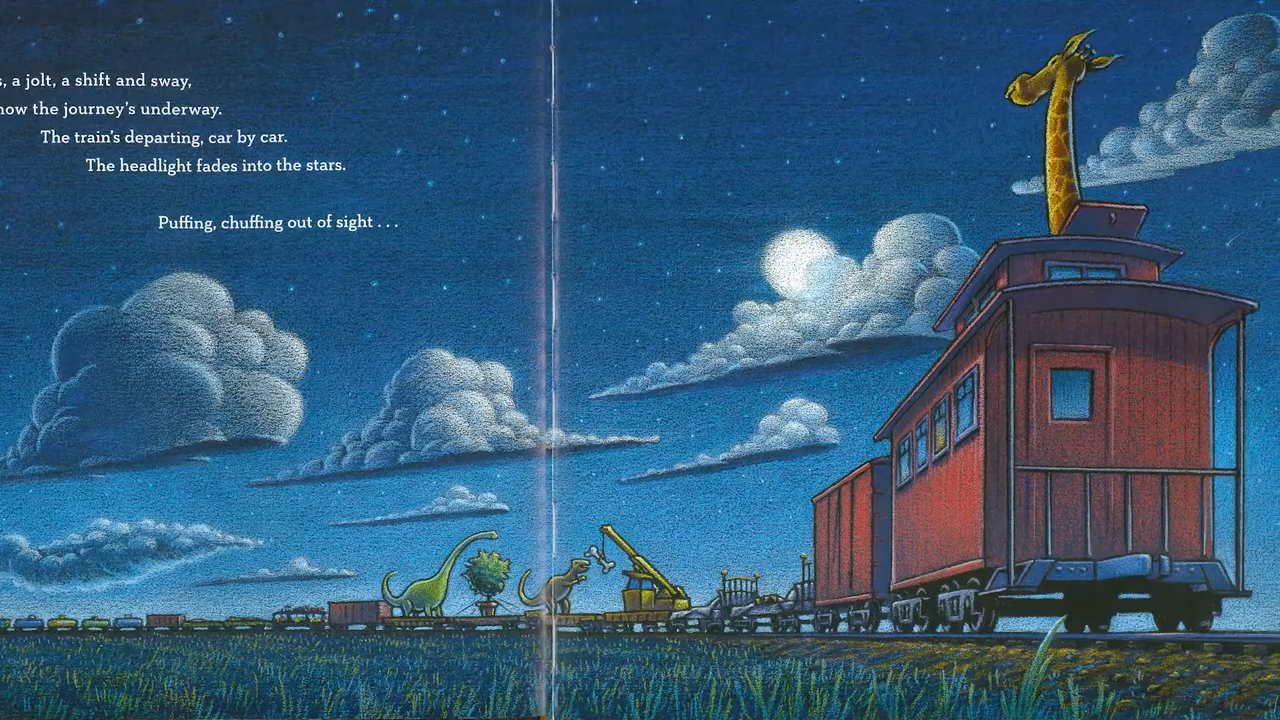 a jolt, a shift and sway,
the journey's underway.
The train's departing, car by car.
The headlight fades into the stars.
Puffing, chuffing out of sight . . .